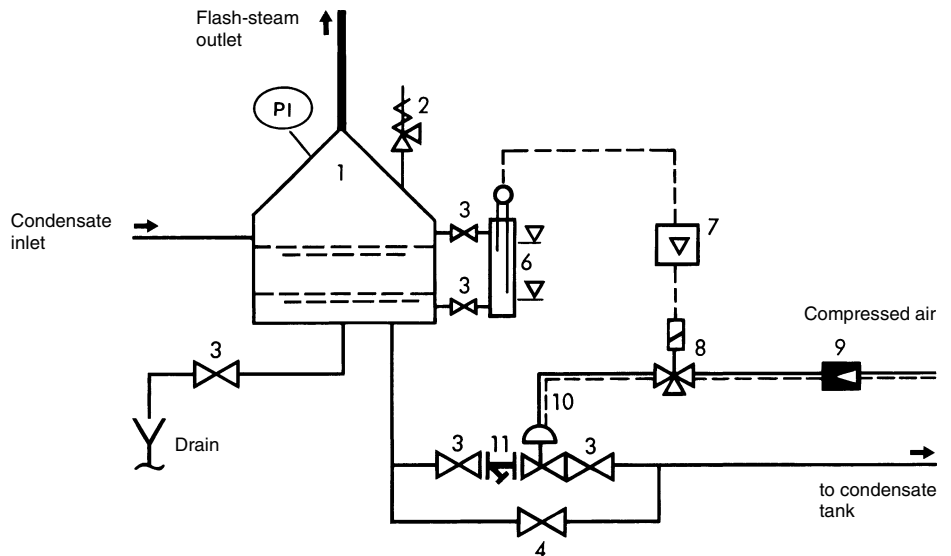 Flash-steam
outlet
PI
2
1
Condensate
inlet
3
7
6
3
Compressed air
3
8
9
10
Drain
3
11
3
to condensate
tank
4